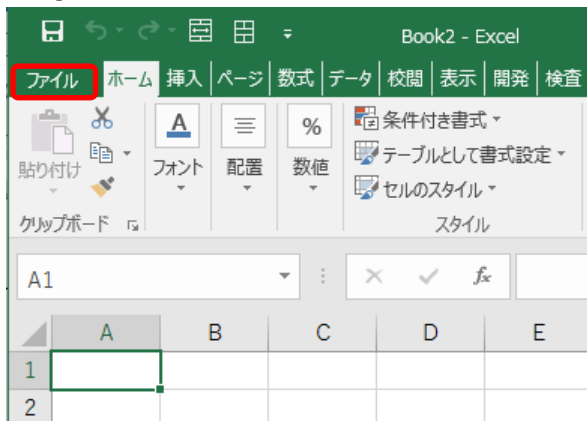 Book2 - Excel
ファイル ホーム 挿入 ページ 数式 データ 校閲 表示 開発 検査
貼り付け
A フォント
配置
% 数値
条件付き書式
テーブルとして書式設定
セルのスタイル
クリップボード スタイル
A1 fx
A B C D E
1
2